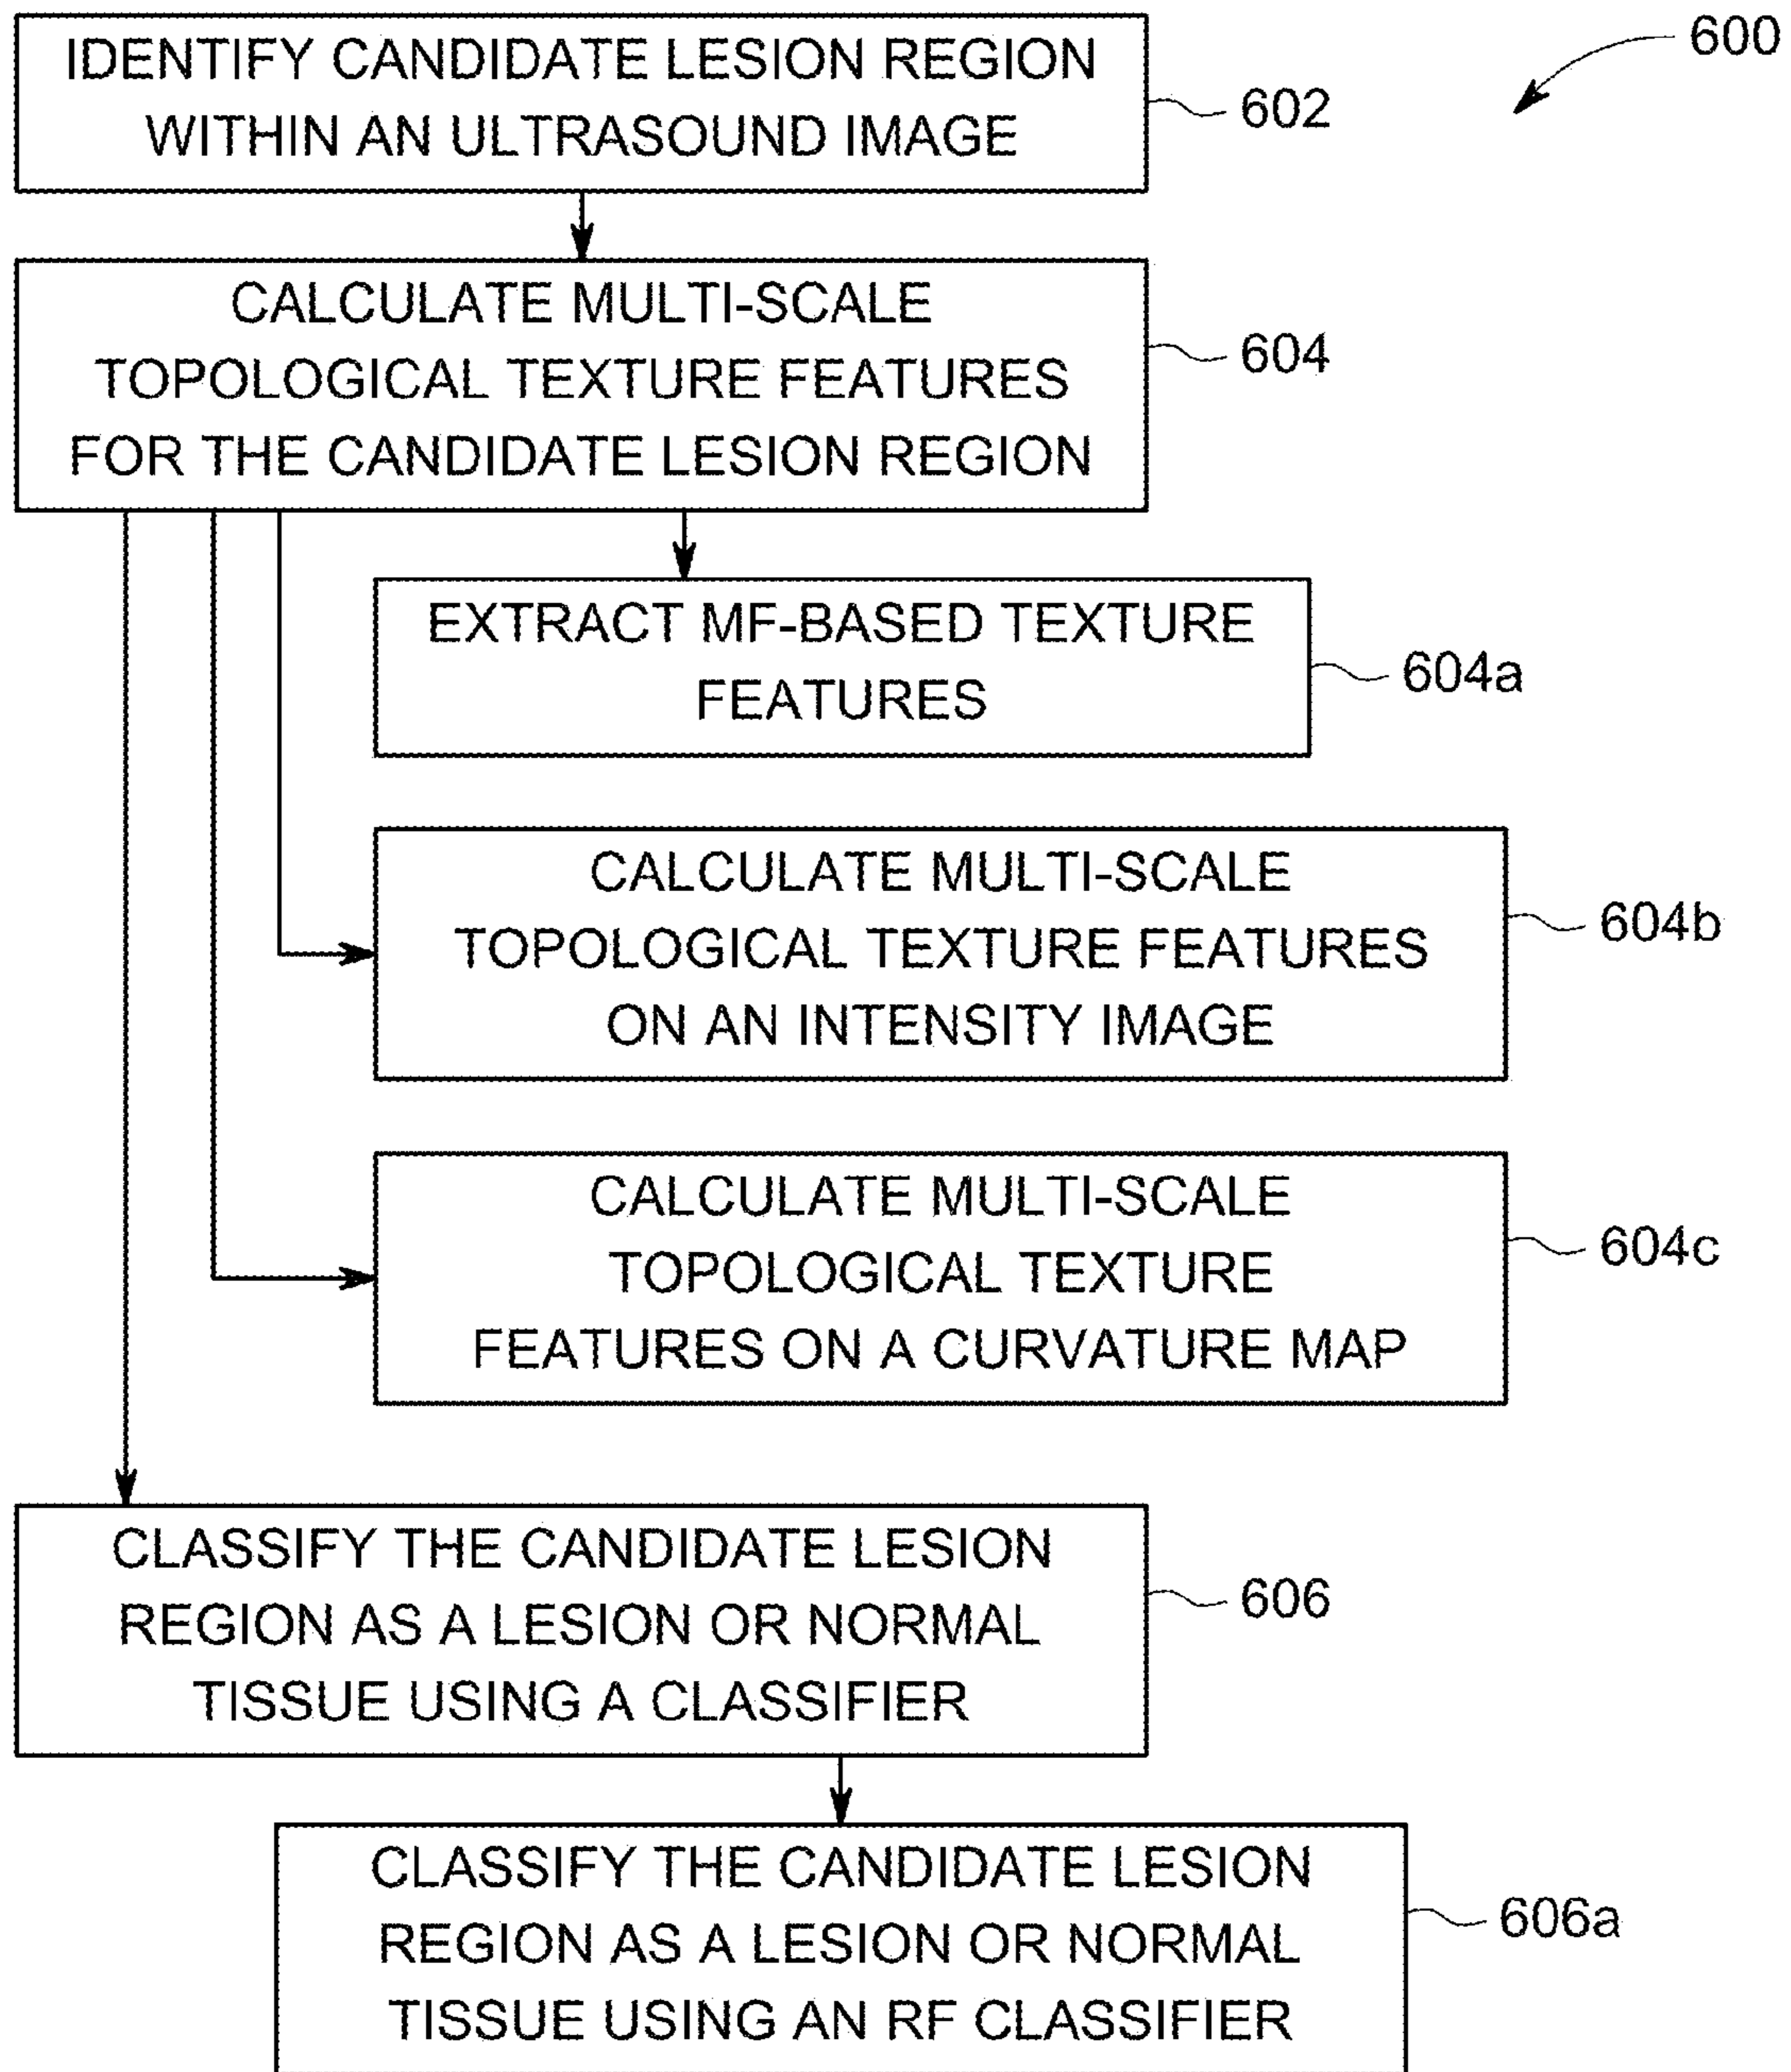 600
IDENTIFY CANDIDATE LESION REGION
WITHIN AN ULTRASOUND IMAGE
602
CALCULATE MULTI-SCALE
TOPOLOGICAL TEXTURE FEATURES
FOR THE CANDIDATE LESION REGION
604
EXTRACT MF-BASED TEXTURE
FEATURES
604a
CALCULATE MULTI-SCALE
TOPOLOGICAL TEXTURE FEATURES
ON AN INTENSITY IMAGE
604b
CALCULATE MULTI-SCALE
TOPOLOGICAL TEXTURE
FEATURES ON A CURVATURE MAP
604c
CLASSIFY THE CANDIDATE LESION
REGION AS A LESION OR NORMAL
TISSUE USING A CLASSIFIER
606
CLASSIFY THE CANDIDATE LESION
REGION AS A LESION OR NORMAL
TISSUE USING AN RF CLASSIFIER
606a